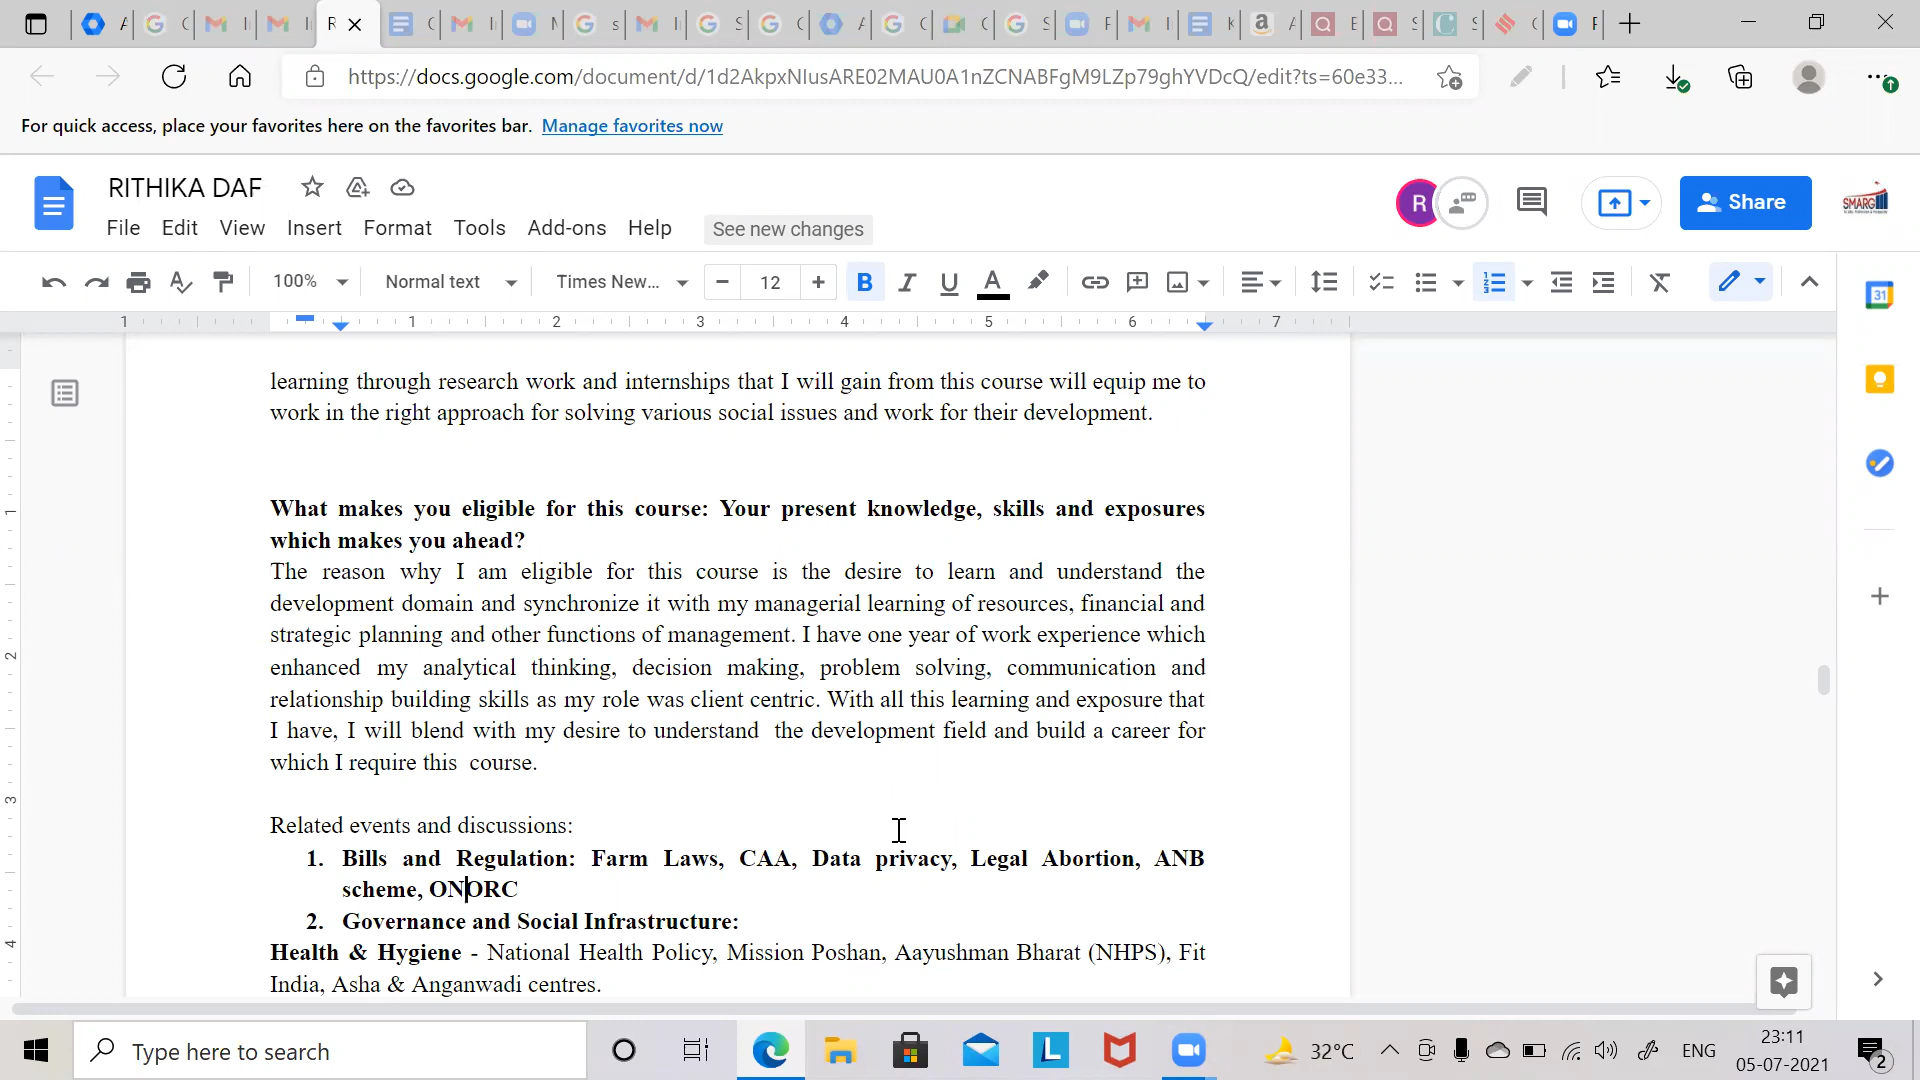 https://docs.google.com/document/d/1d2AkpxNIusARE02MAU0A1nZCNABFgM9LZp79ghYVDcQ/edit?ts=60e33...
For quick access, place your favorites here on the favorites bar. Manage favorites now
RITHIKA DAF
R
Share
SMARG
File Edit View Insert Format Tools Add-ons Help See new changes
100% Normal text Times New... 12 B I U A
1 1 2 3 4 5 6 7
31
learning through research work and internships that I will gain from this course will equip me to
work in the right approach for solving various social issues and work for their development.
What makes you eligible for this course: Your present knowledge, skills and exposures
which makes you ahead?
The reason why I am eligible for this course is the desire to learn and understand the
development domain and synchronize it with my managerial learning of resources, financial and
strategic planning and other functions of management. I have one year of work experience which
enhanced my analytical thinking, decision making, problem solving, communication and
relationship building skills as my role was client centric. With all this learning and exposure that
I have, I will blend with my desire to understand the development field and build a career for
which I require this course.
Related events and discussions:
1. Bills and Regulation: Farm Laws, CAA, Data privacy, Legal Abortion, ANB
scheme, ONORC
2. Governance and Social Infrastructure:
Health & Hygiene - National Health Policy, Mission Poshan, Aayushman Bharat (NHPS), Fit
India, Asha & Anganwadi centres.
Type here to search
L
32°C
ENG
23:11
05-07-2021
2